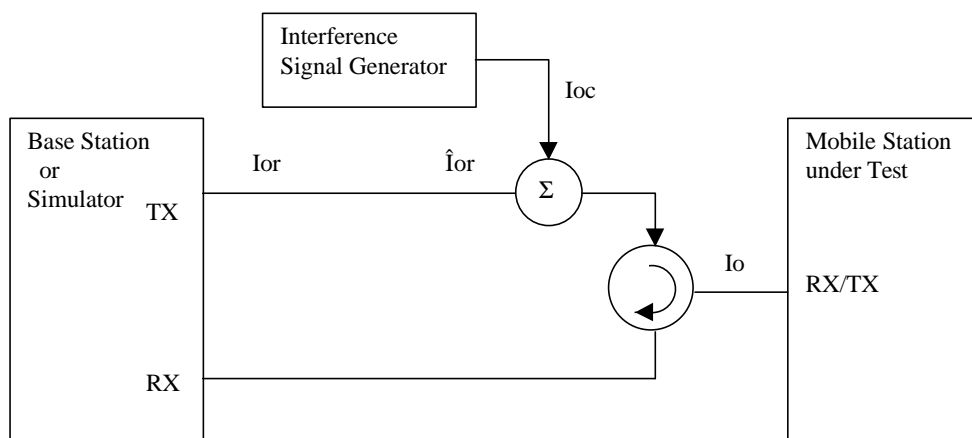 Interference
Signal Generator
Ioc
Base Station
or
Simulator
TX
Ior
Îor
Σ
Mobile Station
under Test
Io
RX/TX
RX